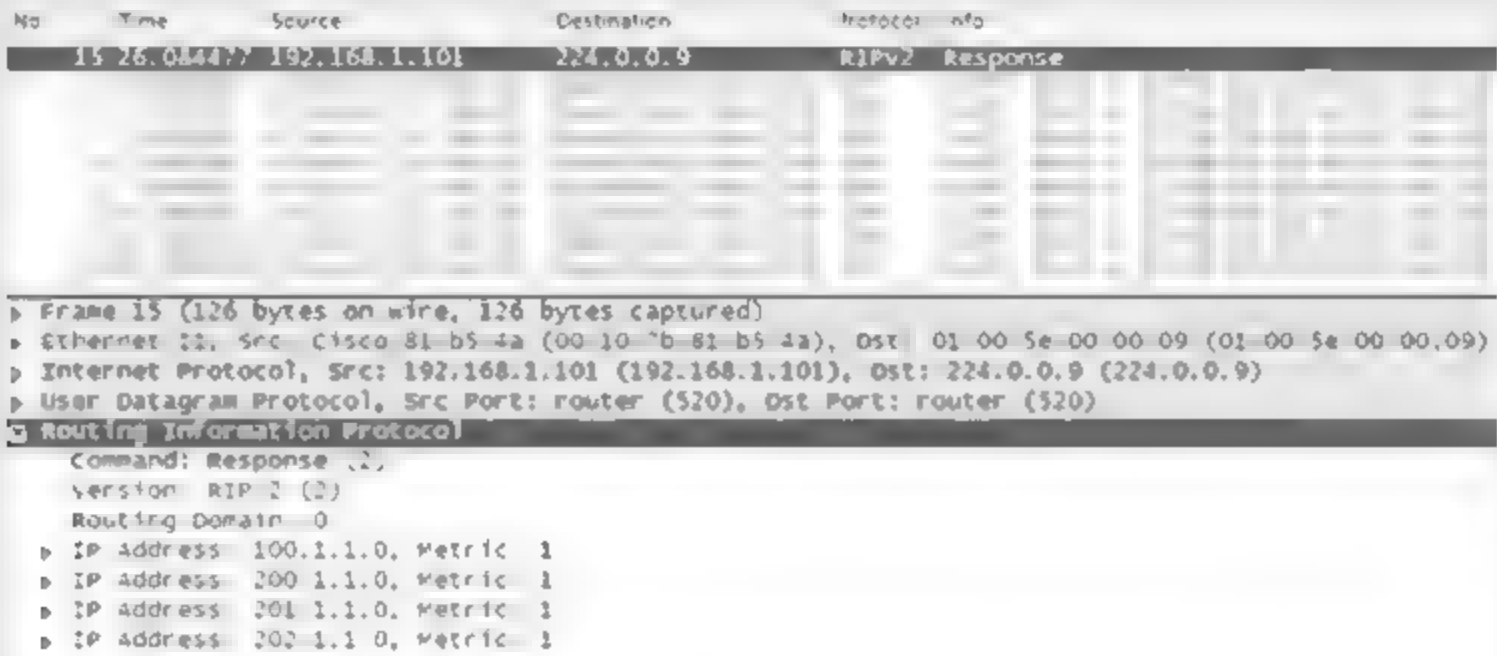 No Time Source Destination Protocol Info
15 26.084477 192.168.1.101 224.0.0.9 RIPv2 Response
Frame 15 (126 bytes on wire, 126 bytes captured)
Ethernet II, Src: Cisco 81 b5 4a (00 10 7b 81 b5 4a), Dst: 01 00 5e 00 00 09 (01 00 5e 00 00.09)
Internet Protocol, Src: 192.168.1.101 (192.168.1.101), Dst: 224.0.0.9 (224.0.0.9)
User Datagram Protocol, Src Port: router (520), Dst Port: router (520)
Routing Information Protocol
Command: Response (2)
Version RIP 2 (2)
Routing Domain 0
IP Address 100.1.1.0, Metric 1
IP Address 200 1.1.0, Metric 1
IP Address 201 1.1.0, Metric 1
IP Address 202 1.1 0, Metric 1